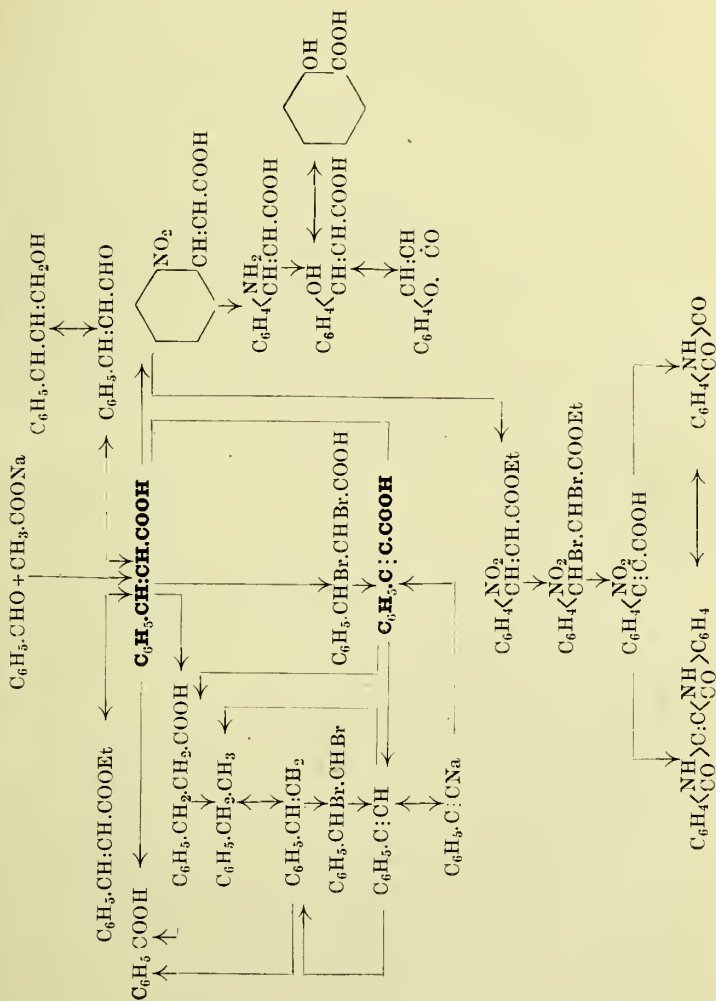 C₆H₅.CHO + CH₃.COONa
C₆H₅.CH.CH:CH₂OH
C₆H₅.CH:CH.COOEt
C₆H₅.CH:CH.CHO
C₆H₅ COOH
C₆H₅.CH:CH.COOH
NO₂
CH:CH.COOH
C₆H₅.CH₂.CH₂.COOH
C₆H₅.CH₂.CH₃
C₆H₅.CH:CH₂
C₆H₅.CHBr.CHBr
C₆H₅.C⋮CH
C₆H₅.C⋮CNa
C₆H₅.CHBr.CHBr.COOH
C₆H₅.C⋮C.COOH
C₆H₄<NH₂
CH:CH.COOH
C₆H₄<OH
CH:CH.COOH
OH
COOH
C₆H₄<CH:CH
O. CO
C₆H₄<NO₂
CH:CH.COOEt
C₆H₄<NO₂
CHBr.CHBr.COOEt
C₆H₄<NO₂
C⋮C.COOH
C₆H₄<NH CO>C:C<NH CO>C₆H₄
C₆H₄<NH CO>CO